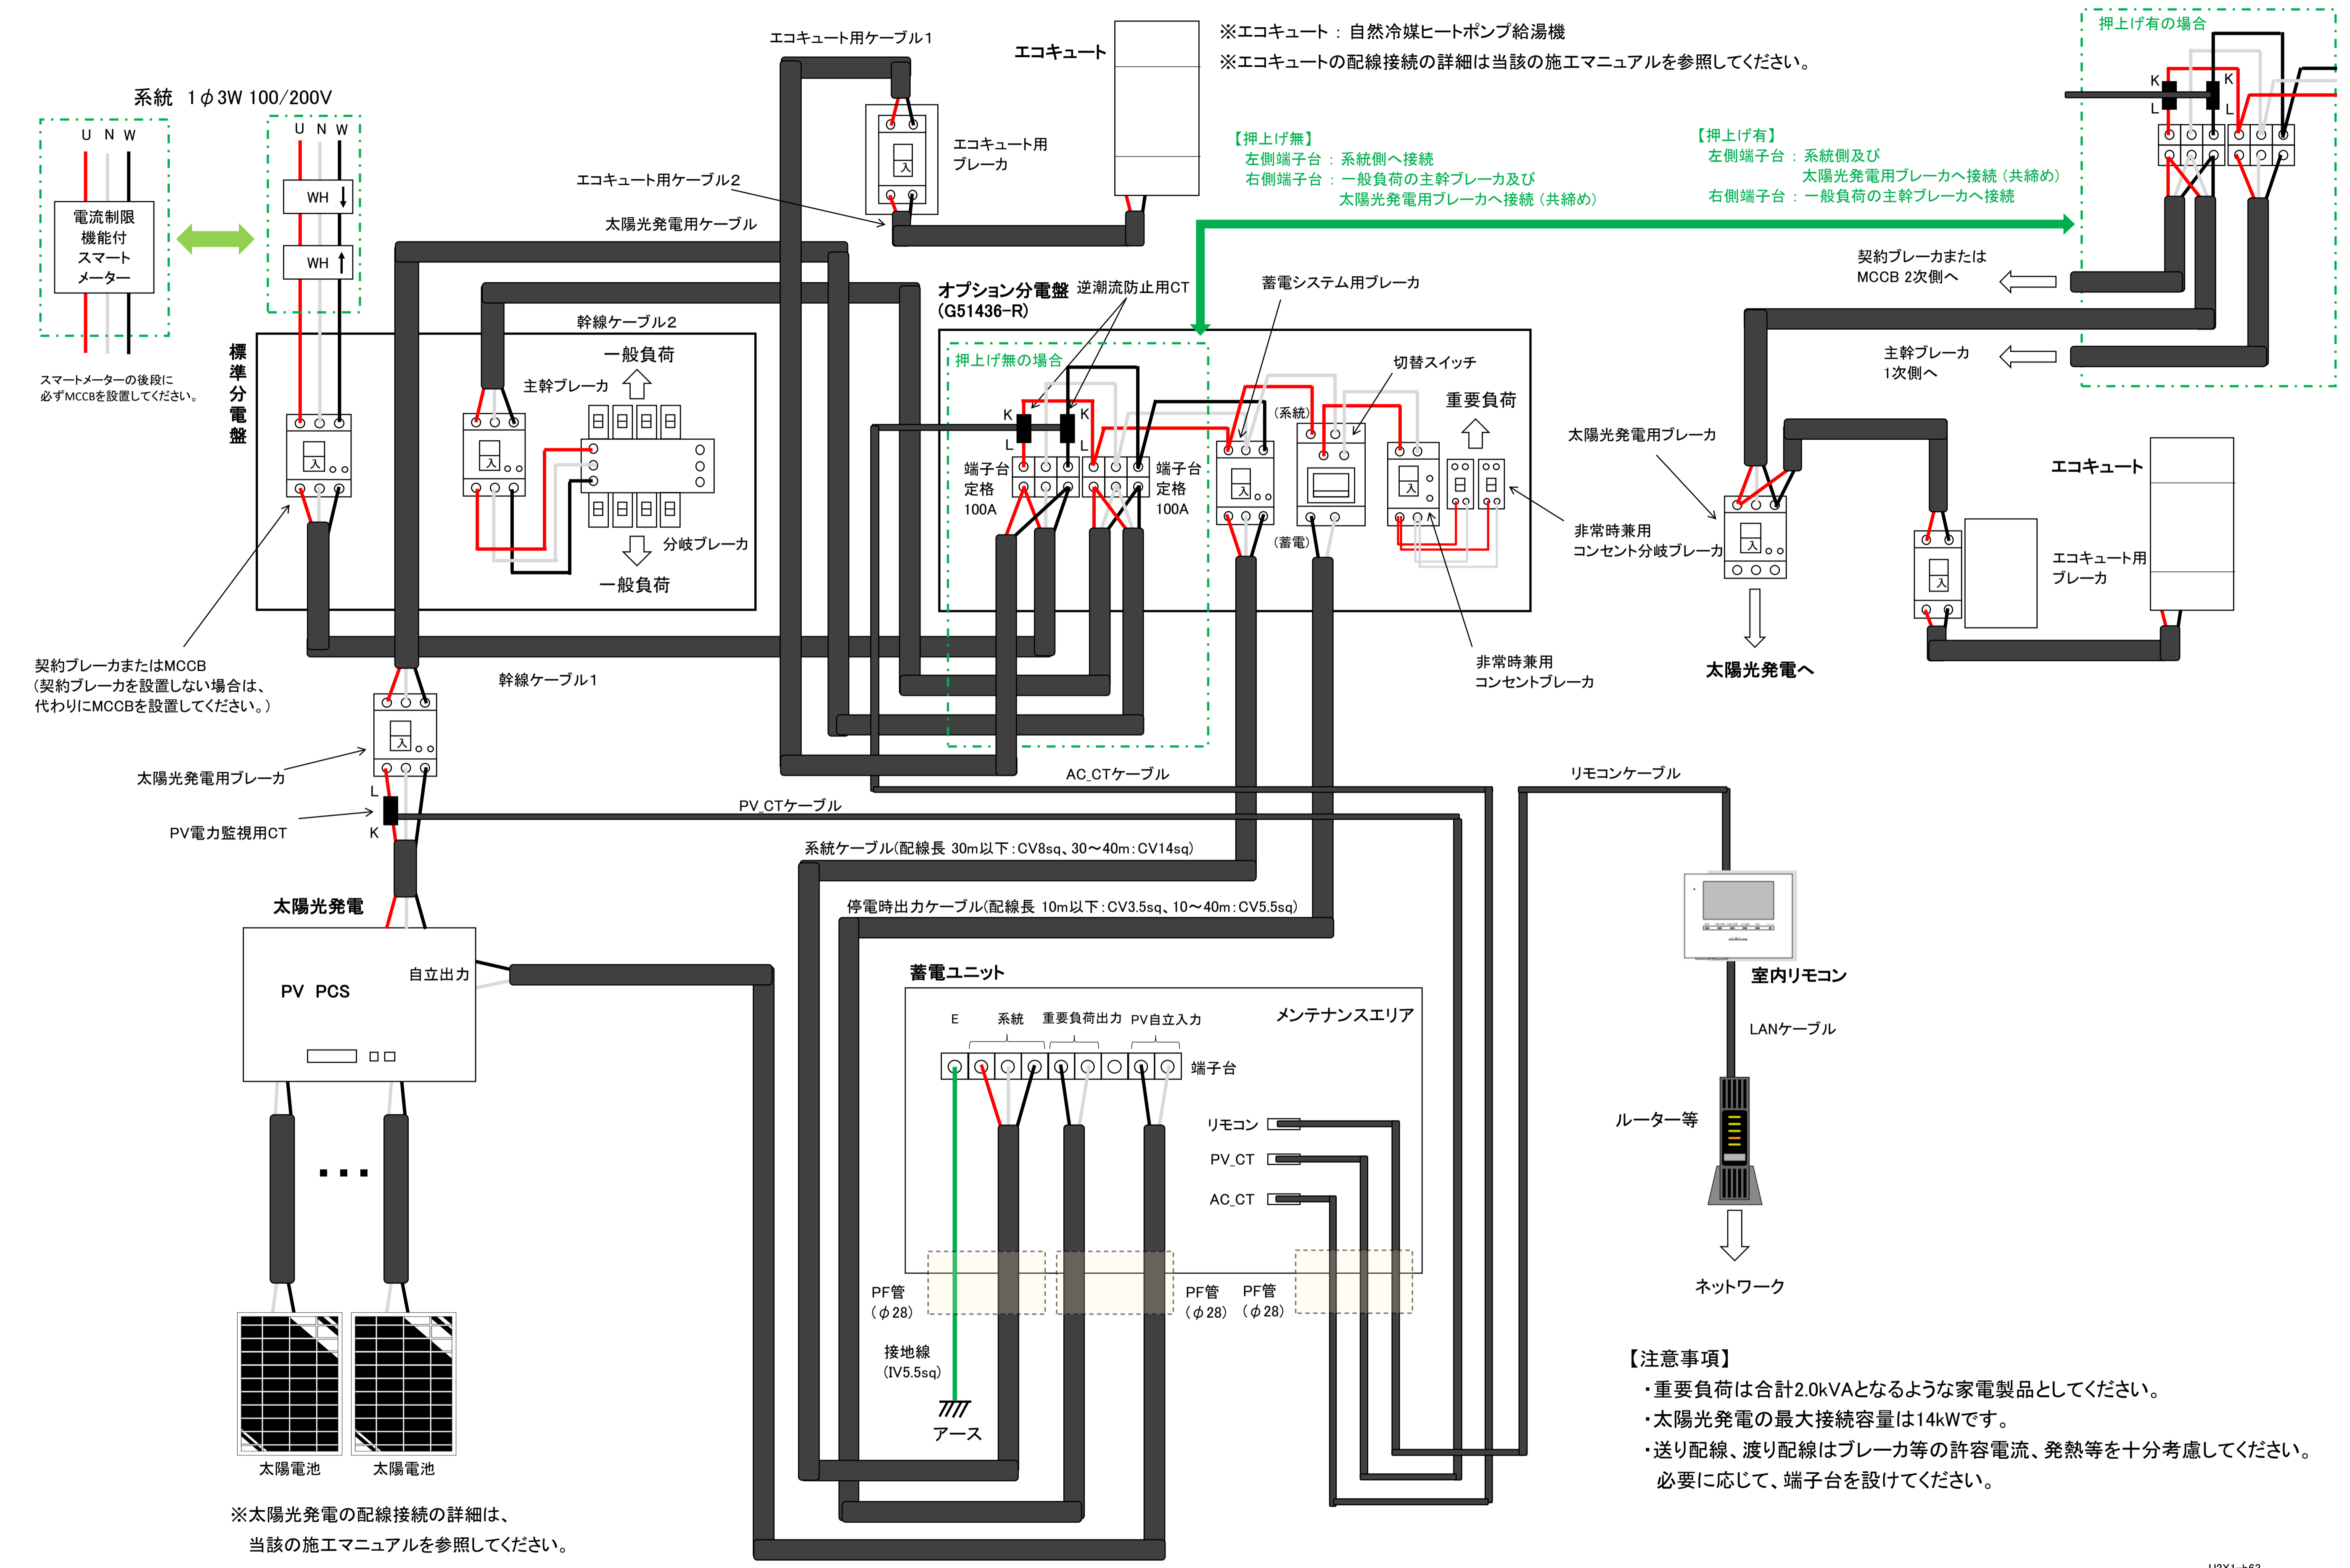 エコキュート用ケーブル1
エコキュート
※エコキュート : 自然冷媒ヒートポンプ給湯機
※エコキュートの配線接続の詳細は当該の施工マニュアルを参照してください。
押上げ有の場合
K
K
L
L
系統 1φ3W 100/200V
U N W
U N W
電流制限
機能付
スマート
メーター
WH
WH
スマートメーターの後段に
必ずMCCBを設置してください。
エコキュート用
ブレーカ
入
エコキュート用ケーブル2
太陽光発電用ケーブル
【押上げ無】
左側端子台 : 系統側へ接続
右側端子台 : 一般負荷の主幹ブレーカ及び
太陽光発電用ブレーカへ接続(共締め)
【押上げ有】
左側端子台 : 系統側及び
太陽光発電用ブレーカへ接続(共締め)
右側端子台 : 一般負荷の主幹ブレーカへ接続
契約ブレーカまたは
MCCB 2次側へ
主幹ブレーカ
1次側へ
標準分電盤
幹線ケーブル2
一般負荷
主幹ブレーカ
入
入
分岐ブレーカ
一般負荷
オプション分電盤
(G51436-R)
逆潮流防止用CT
蓄電システム用ブレーカ
押上げ無の場合
切替スイッチ
重要負荷
K
K
L
L
(系統)
(蓄電)
端子台
定格
100A
端子台
定格
100A
入
入
非常時兼用
コンセント分岐ブレーカ
非常時兼用
コンセントブレーカ
太陽光発電用ブレーカ
入
太陽光発電へ
エコキュート
入
エコキュート用
ブレーカ
契約ブレーカまたはMCCB
(契約ブレーカを設置しない場合は、
代わりにMCCBを設置してください。)
幹線ケーブル1
入
太陽光発電用ブレーカ
L
K
PV電力監視用CT
AC_CTケーブル
リモコンケーブル
PV_CTケーブル
系統ケーブル(配線長 30m以下:CV8sq、30～40m:CV14sq)
停電時出力ケーブル(配線長 10m以下:CV3.5sq、10～40m:CV5.5sq)
太陽光発電
自立出力
PV PCS
蓄電ユニット
メンテナンスエリア
E 系統 重要負荷出力 PV自立入力
端子台
リモコン
PV_CT
AC_CT
PF管
(φ28)
PF管
(φ28)
PF管
(φ28)
接地線
(IV5.5sq)
アース
室内リモコン
LANケーブル
ルーター等
ネットワーク
太陽電池
太陽電池
※太陽光発電の配線接続の詳細は、
当該の施工マニュアルを参照してください。
【注意事項】
・重要負荷は合計2.0kVAとなるような家電製品としてください。
・太陽光発電の最大接続容量は14kWです。
・送り配線、渡り配線はブレーカ等の許容電流、発熱等を十分考慮してください。
必要に応じて、端子台を設けてください。